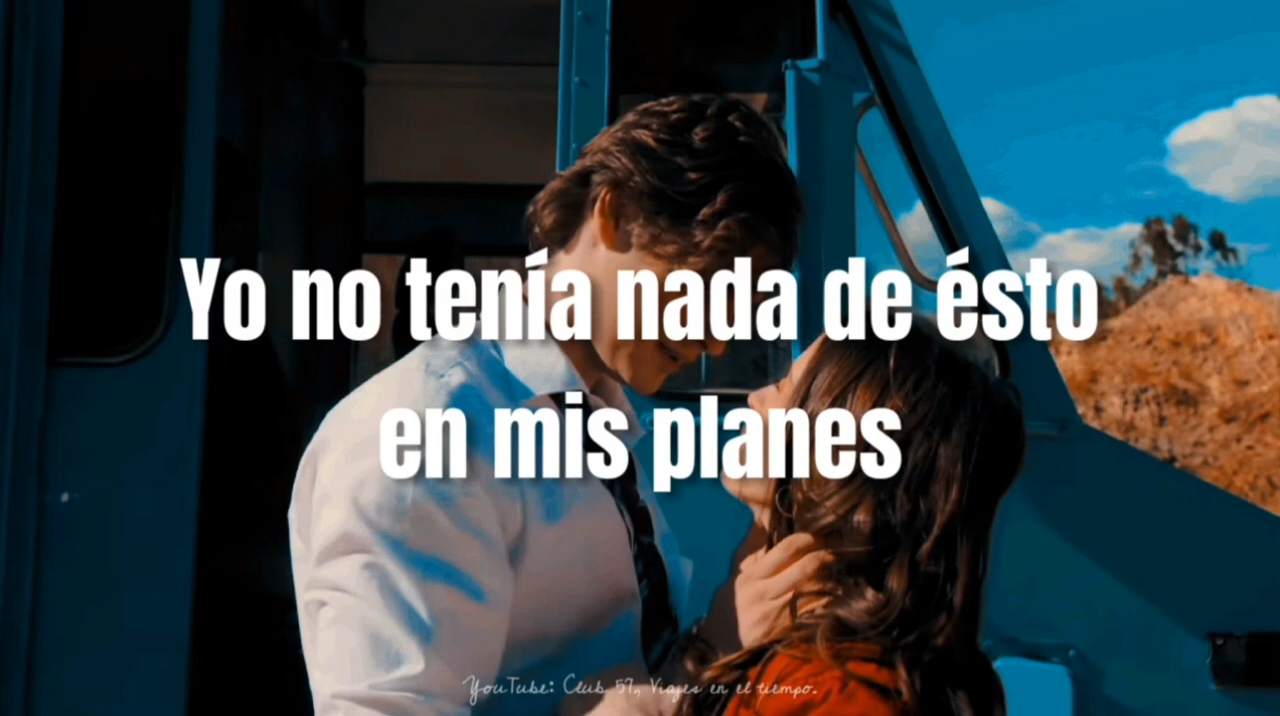 Yo no tenía nada de ésto
en mis planes
YouTube: Club 57, Viajes en el tiempo.